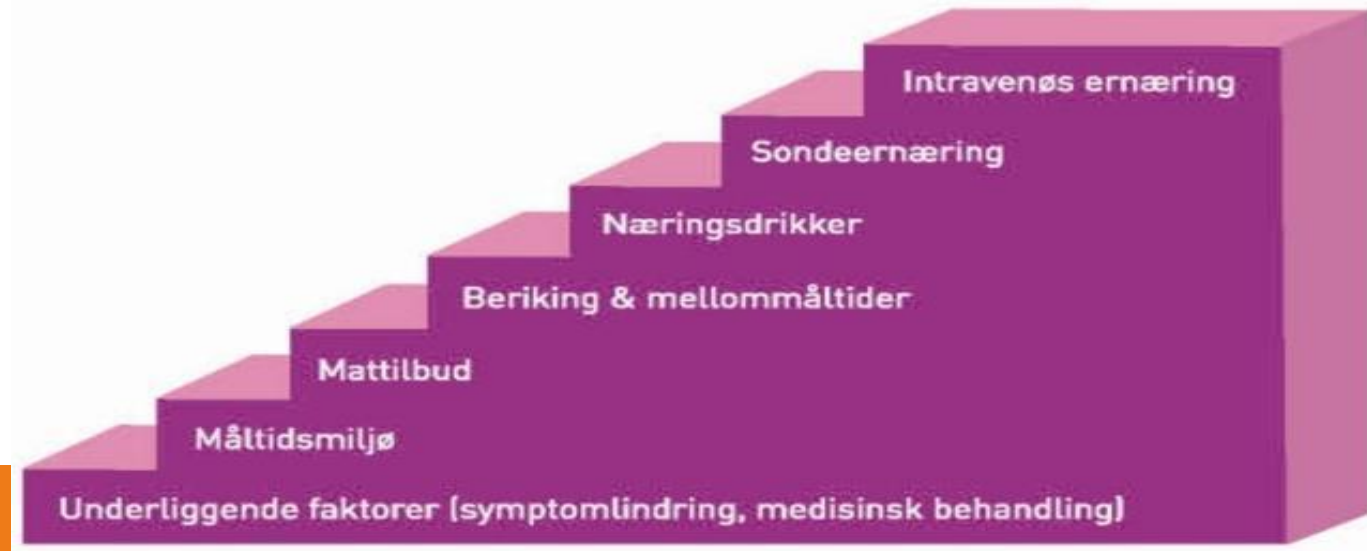 Intravenøs ernæring
Sondeernæring
Næringsdrikker
Beriking & mellommåltider
Mattilbud
Måltidsmiljø
Underliggende faktorer (symptomlindring, medisinsk behandling)